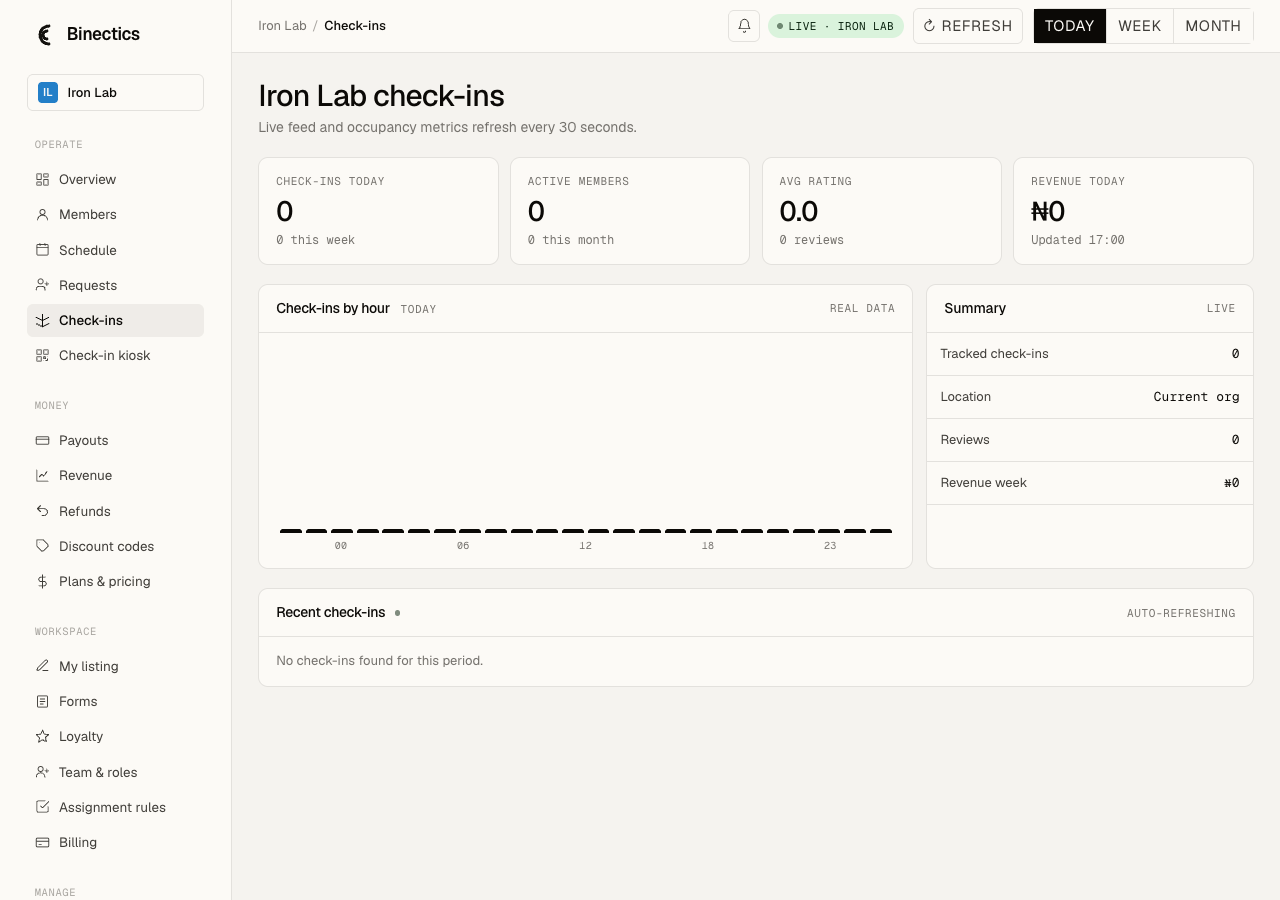 Binectics
IL Iron Lab
OPERATE
Overview
Members
Schedule
Requests
Check-ins
Check-in kiosk
MONEY
Payouts
Revenue
Refunds
Discount codes
Plans & pricing
WORKSPACE
My listing
Forms
Loyalty
Team & roles
Assignment rules
Billing
MANAGE
Iron Lab / Check-ins
LIVE · IRON LAB
REFRESH
TODAY WEEK MONTH
Iron Lab check-ins
Live feed and occupancy metrics refresh every 30 seconds.
CHECK-INS TODAY
0
0 this week
ACTIVE MEMBERS
0
0 this month
AVG RATING
0.0
0 reviews
REVENUE TODAY
₦0
Updated 17:00
Check-ins by hour TODAY REAL DATA
00 06 12 18 23
Summary LIVE
Tracked check-ins 0
Location Current org
Reviews 0
Revenue week ₦0
Recent check-ins AUTO-REFRESHING
No check-ins found for this period.